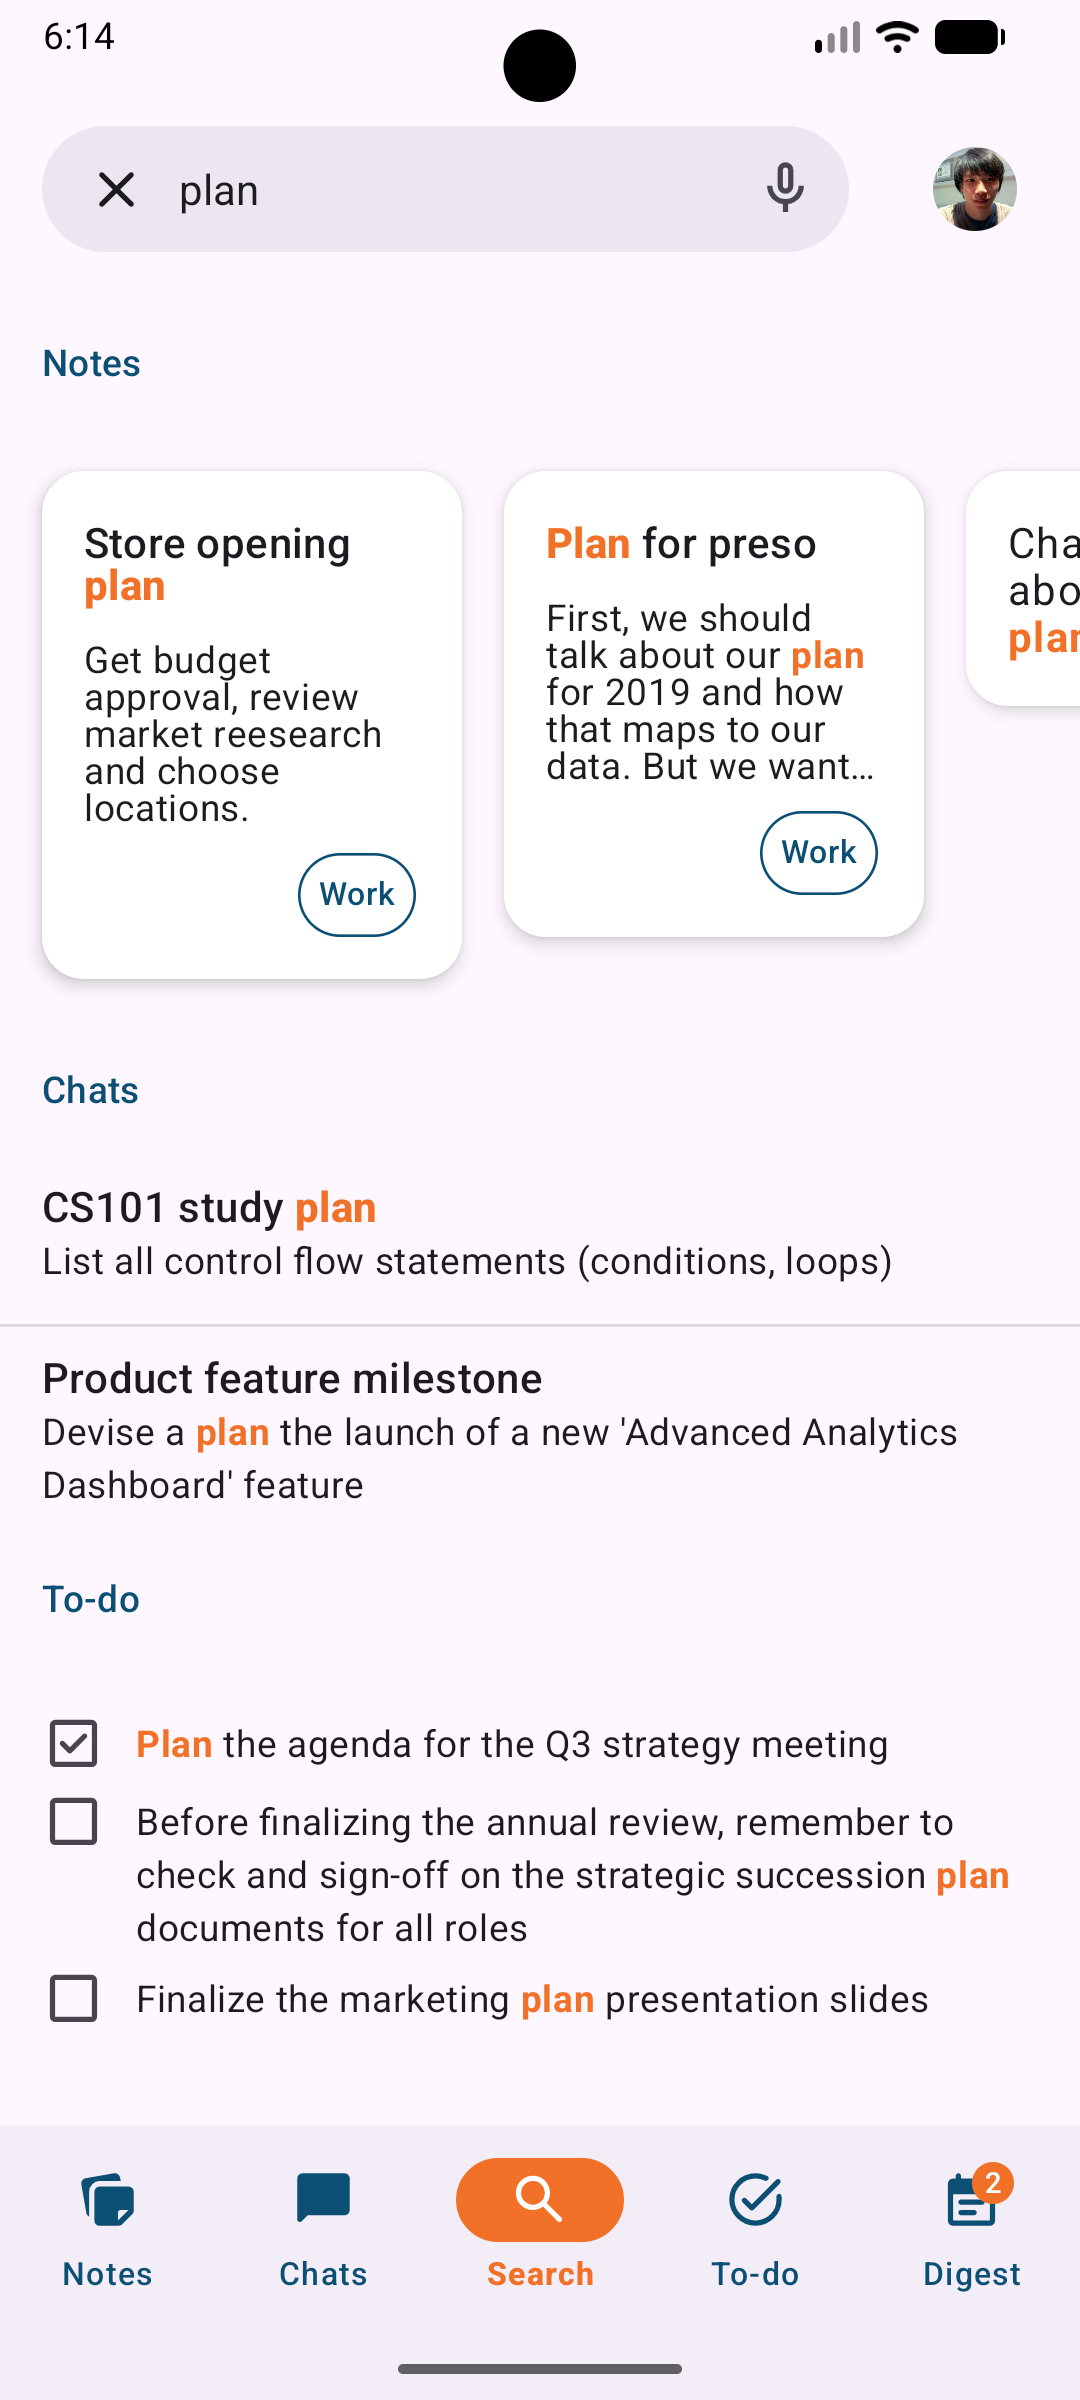 6:14
plan
Notes
Store opening
plan
Get budget
approval, review
market reesearch
and choose
locations.
Work
Plan for preso
First, we should
talk about our plan
for 2019 and how
that maps to our
data. But we want...
Work
Cha
abo
plan
Chats
CS101 study plan
List all control flow statements (conditions, loops)
Product feature milestone
Devise a plan the launch of a new 'Advanced Analytics
Dashboard' feature
To-do
Plan the agenda for the Q3 strategy meeting
Before finalizing the annual review, remember to
check and sign-off on the strategic succession plan
documents for all roles
Finalize the marketing plan presentation slides
2
Notes
Chats
Search
To-do
Digest